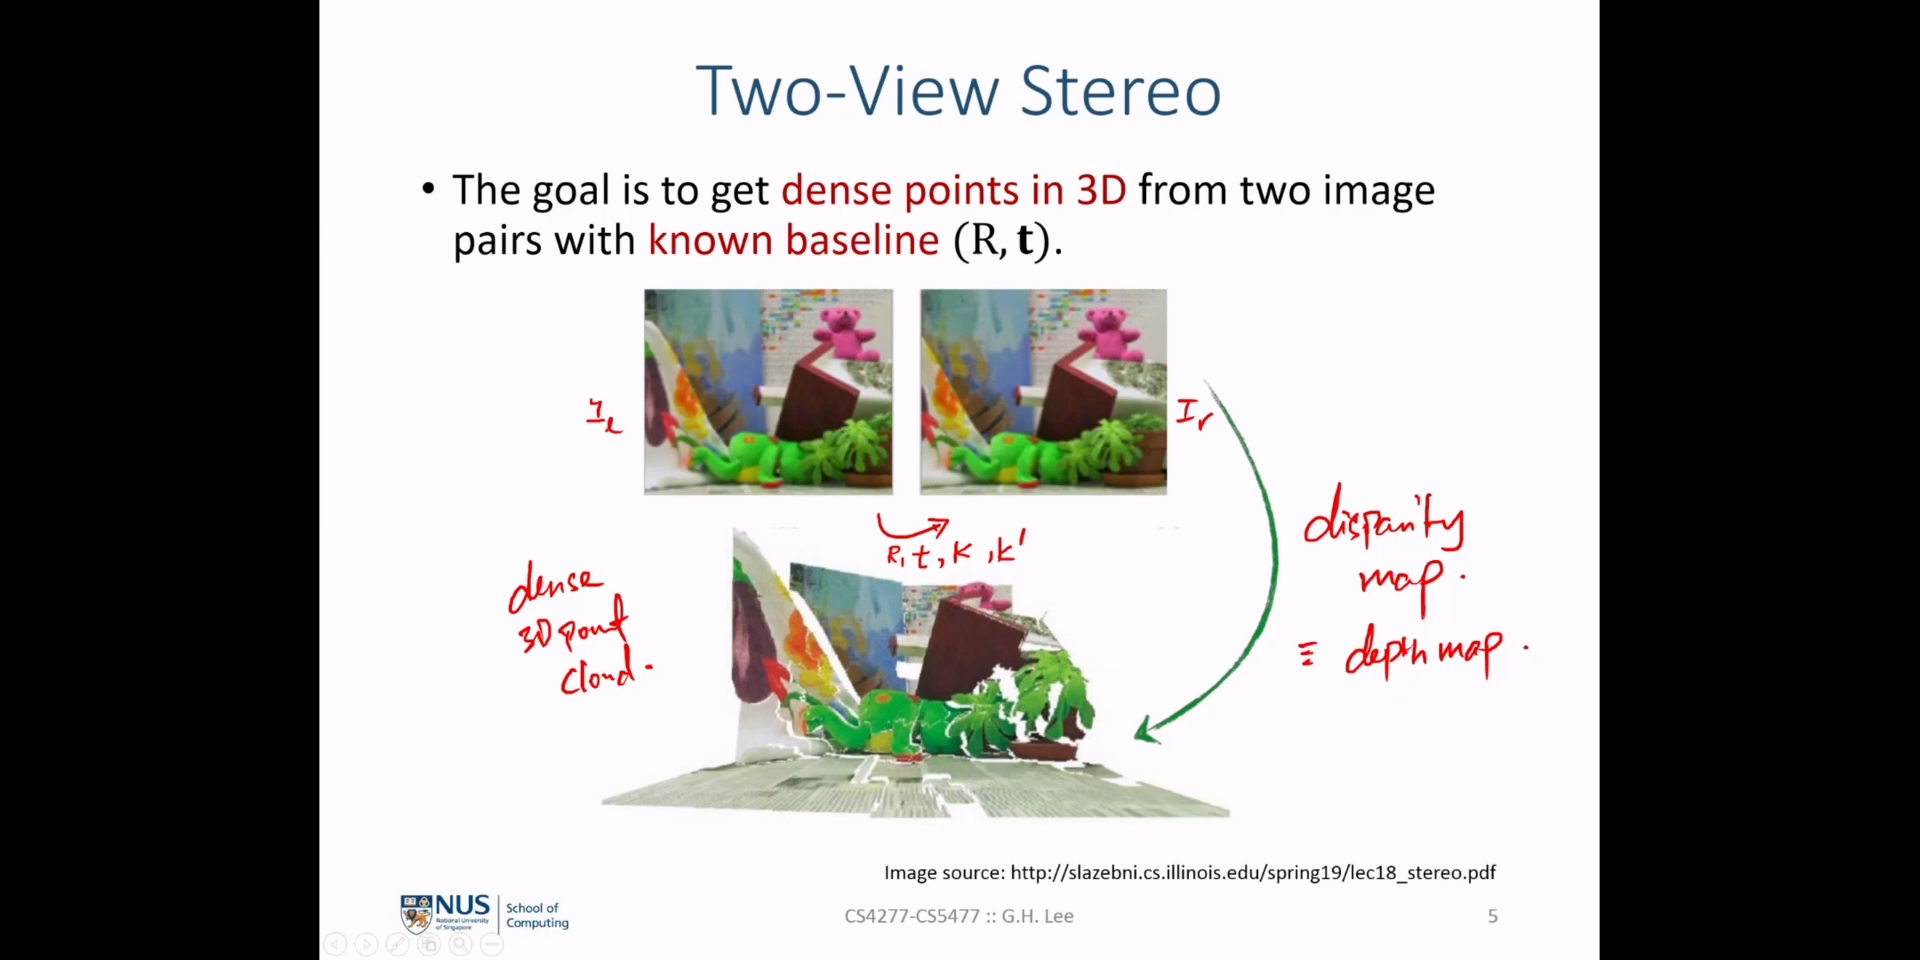 Two-View Stereo
• The goal is to get dense points in 3D from two image
pairs with known baseline (R, t).
I_l
I_r
R, t, K, K'
disparity
map.
≡ depth map.
dense
3D point
cloud.
Image source: http://slazebni.cs.illinois.edu/spring19/lec18_stereo.pdf
NUS
National University
of Singapore
School of
Computing
CS4277-CS5477 :: G.H. Lee
5